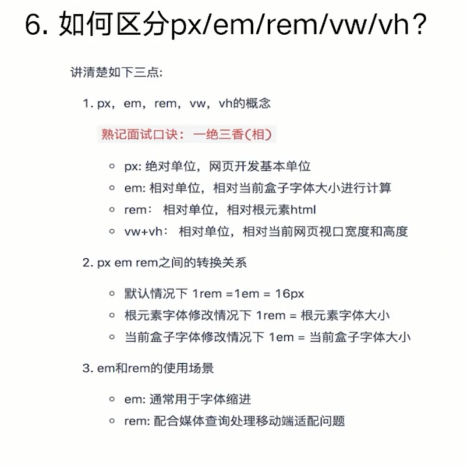 6. 如何区分px/em/rem/vw/vh?
讲清楚如下三点:
1. px，em，rem，vw，vh的概念
熟记面试口诀: 一绝三香(相)
px: 绝对单位，网页开发基本单位
em: 相对单位，相对当前盒子字体大小进行计算
rem： 相对单位，相对根元素html
vw+vh： 相对单位，相对当前网页视口宽度和高度
2. px em rem之间的转换关系
默认情况下 1rem =1em = 16px
根元素字体修改情况下 1rem = 根元素字体大小
当前盒子字体修改情况下 1em = 当前盒子字体大小
3. em和rem的使用场景
em: 通常用于字体缩进
rem: 配合媒体查询处理移动端适配问题